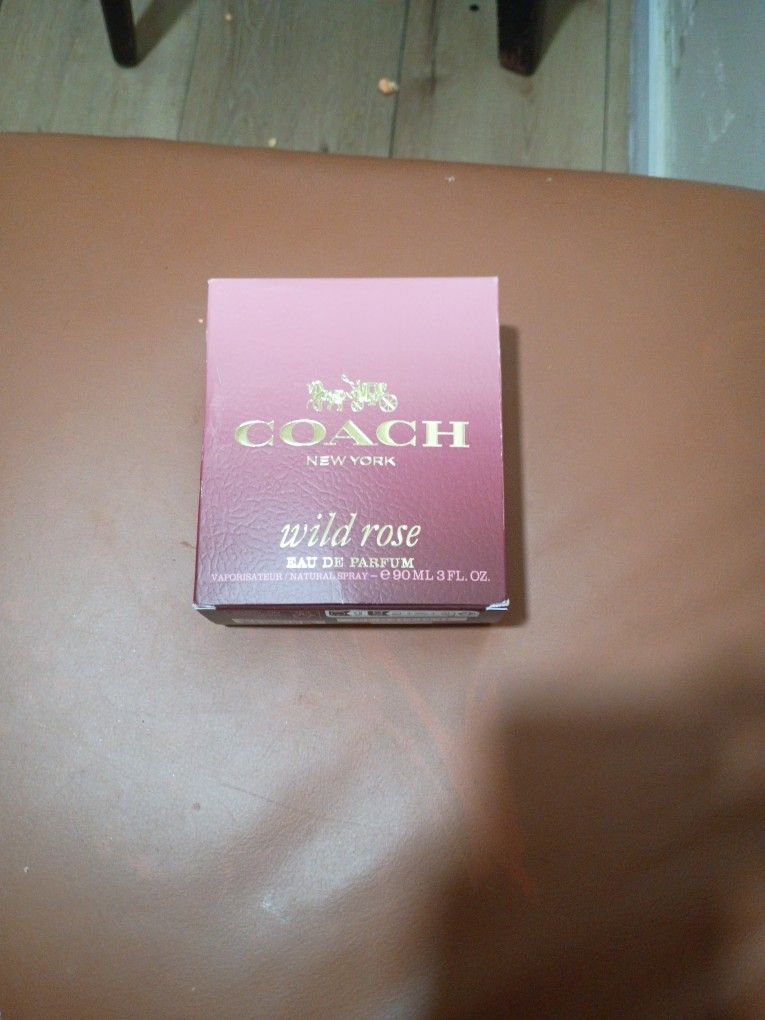 COACH
NEW YORK
wild rose
EAU DE PARFUM
VAPORISATEUR / NATURAL SPRAY – ℮ 90 ML 3 FL. OZ.